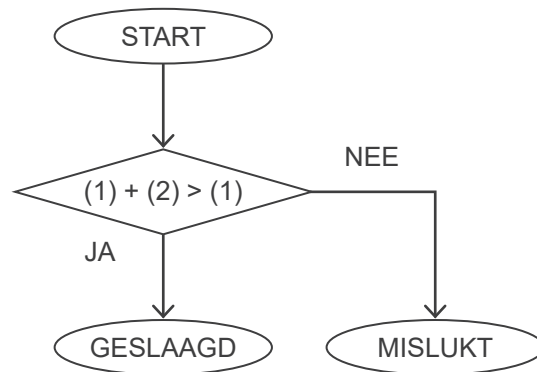 START
(1) + (2) > (1)
NEE
JA
GESLAAGD
MISLUKT